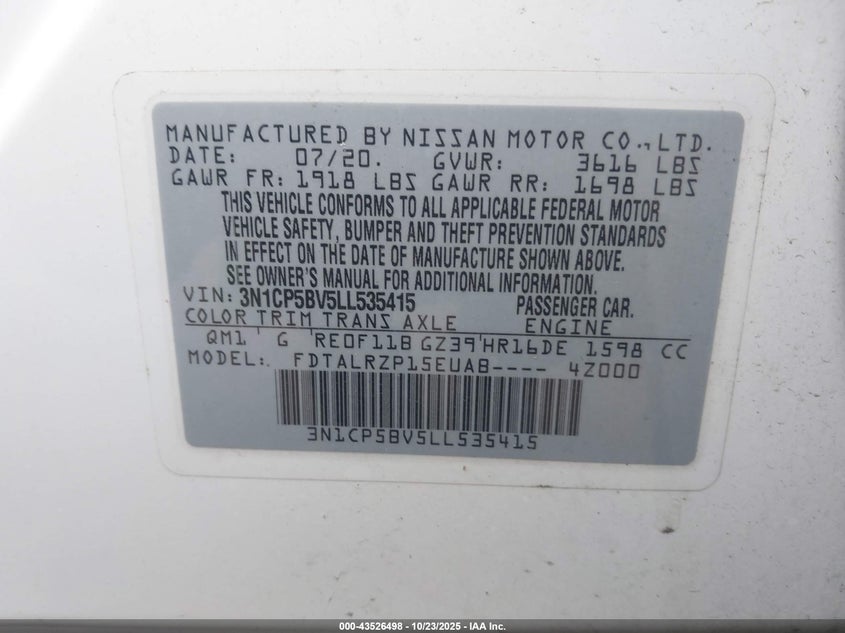 MANUFACTURED BY NISSAN MOTOR CO.,LTD.
DATE: 07/20. GVWR: 3616 LBS
GAWR FR: 1918 LBS GAWR RR: 1698 LBS
THIS VEHICLE CONFORMS TO ALL APPLICABLE FEDERAL MOTOR
VEHICLE SAFETY, BUMPER AND THEFT PREVENTION STANDARDS
IN EFFECT ON THE DATE OF MANUFACTURE SHOWN ABOVE.
SEE OWNER'S MANUAL FOR ADDITIONAL INFORMATION.
VIN: 3N1CP5BV5LL535415 PASSENGER CAR.
COLOR TRIM TRANS AXLE ENGINE
QM1 ' G ' RE0F11B GZ39'HR16DE 1598 CC
MODEL:. FDTALRZP15EUAB---- 4Z000
3N1CP5BV5LL535415
000-43526498 - 10/23/2025 - IAA Inc.